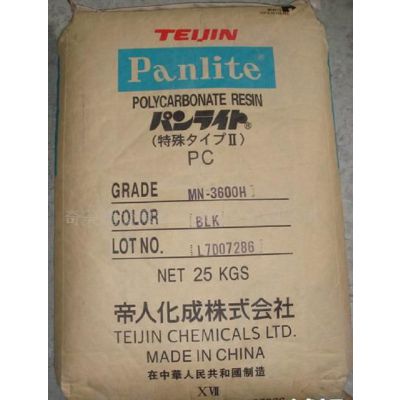 TEIJIN
Panlite®
POLYCARBONATE RESIN
パンライト®
(特殊タイプⅡ)
PC
GRADE MN-3600H
COLOR BLK
LOT NO. L7007286
NET 25 KGS
帝人化成株式会社
TEIJIN CHEMICALS LTD.
MADE IN CHINA
在中華人民共和國制造
XⅦ